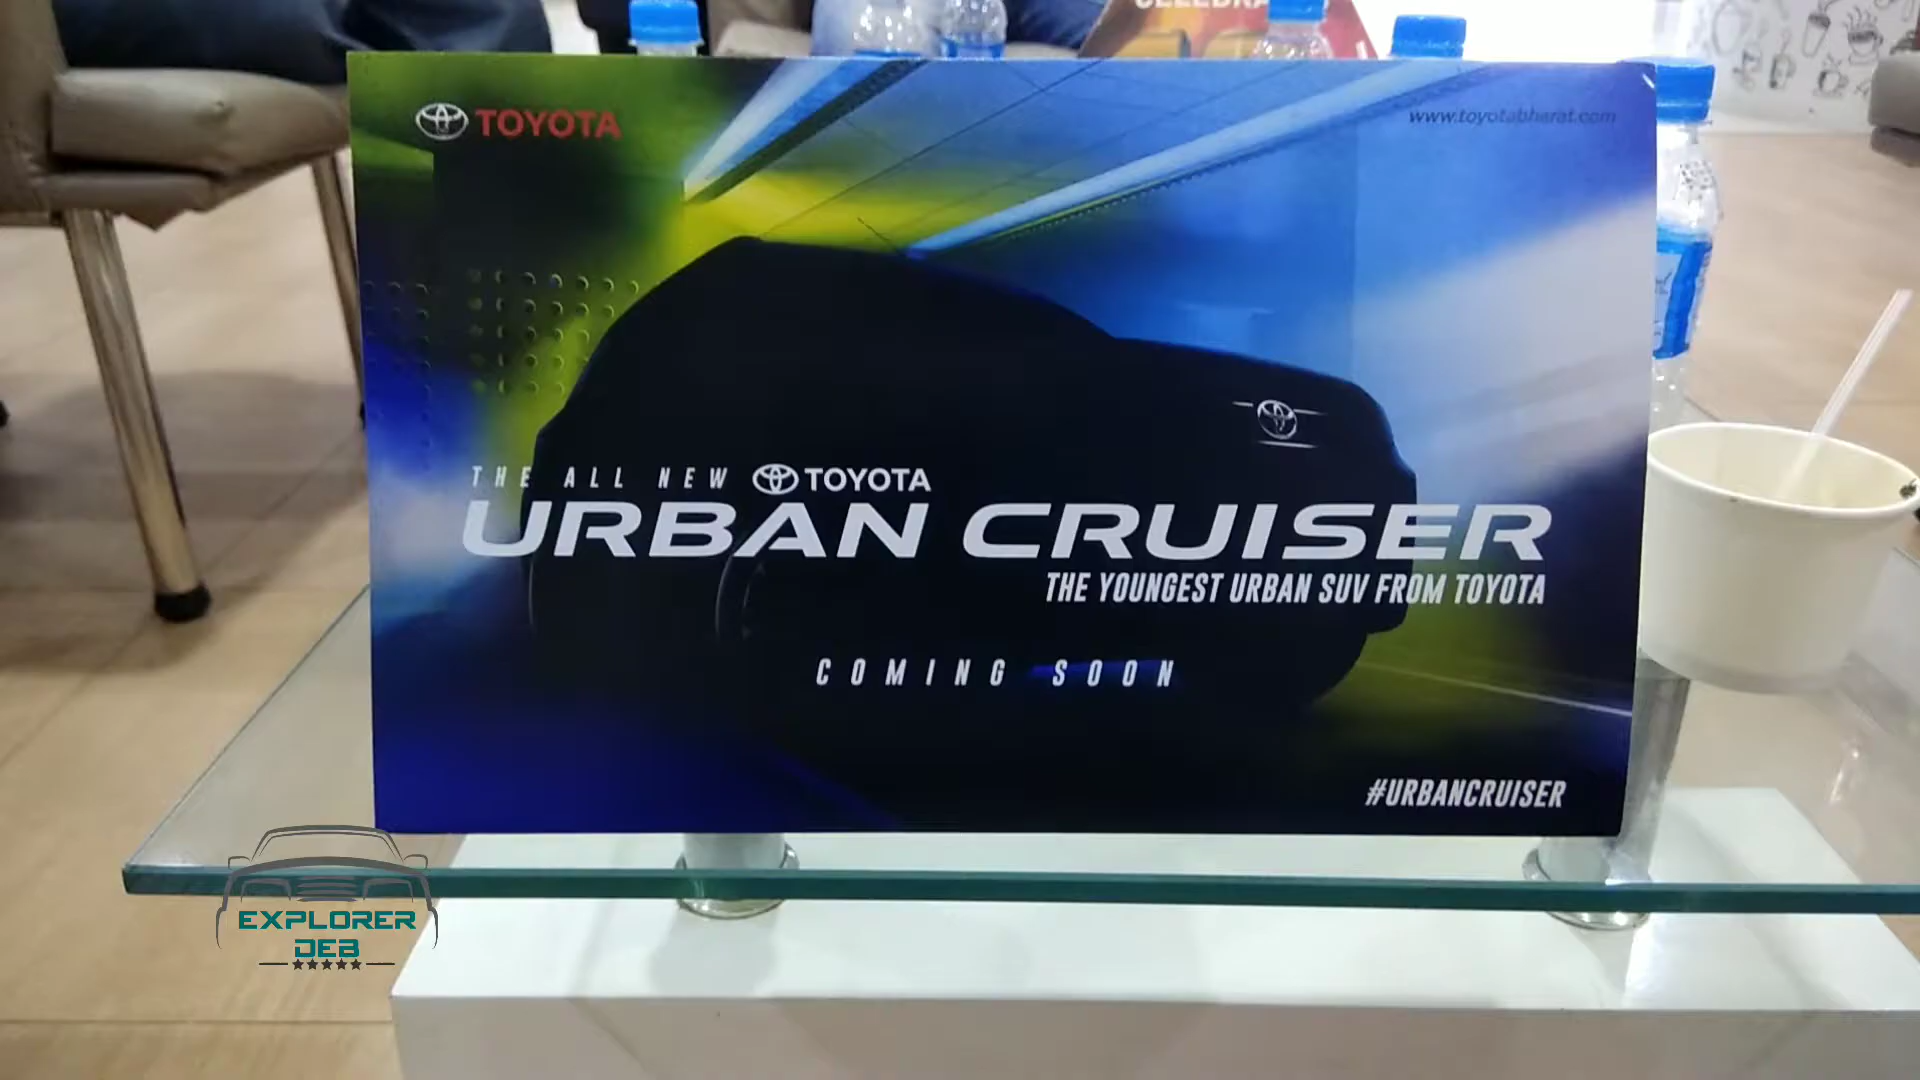 TOYOTA
www.toyotabharat.com
THE ALL NEW TOYOTA
URBAN CRUISER
THE YOUNGEST URBAN SUV FROM TOYOTA
COMING SOON
#URBANCRUISER
EXPLORER
DEB